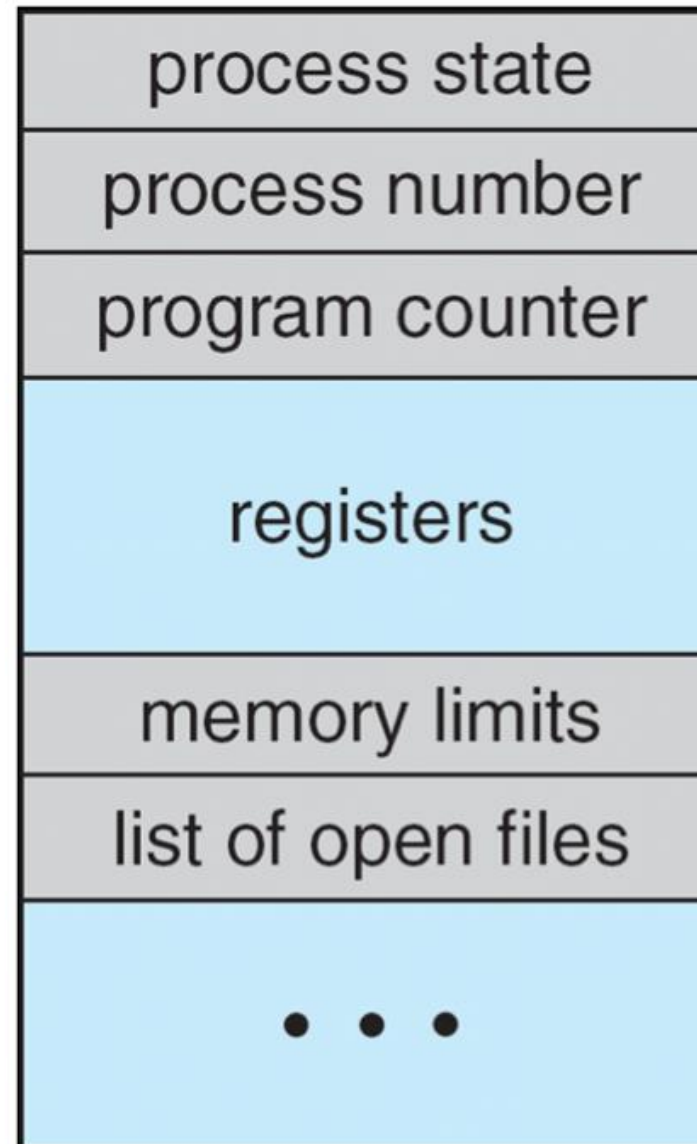 process state
process number
program counter
registers
memory limits
list of open files
• • •